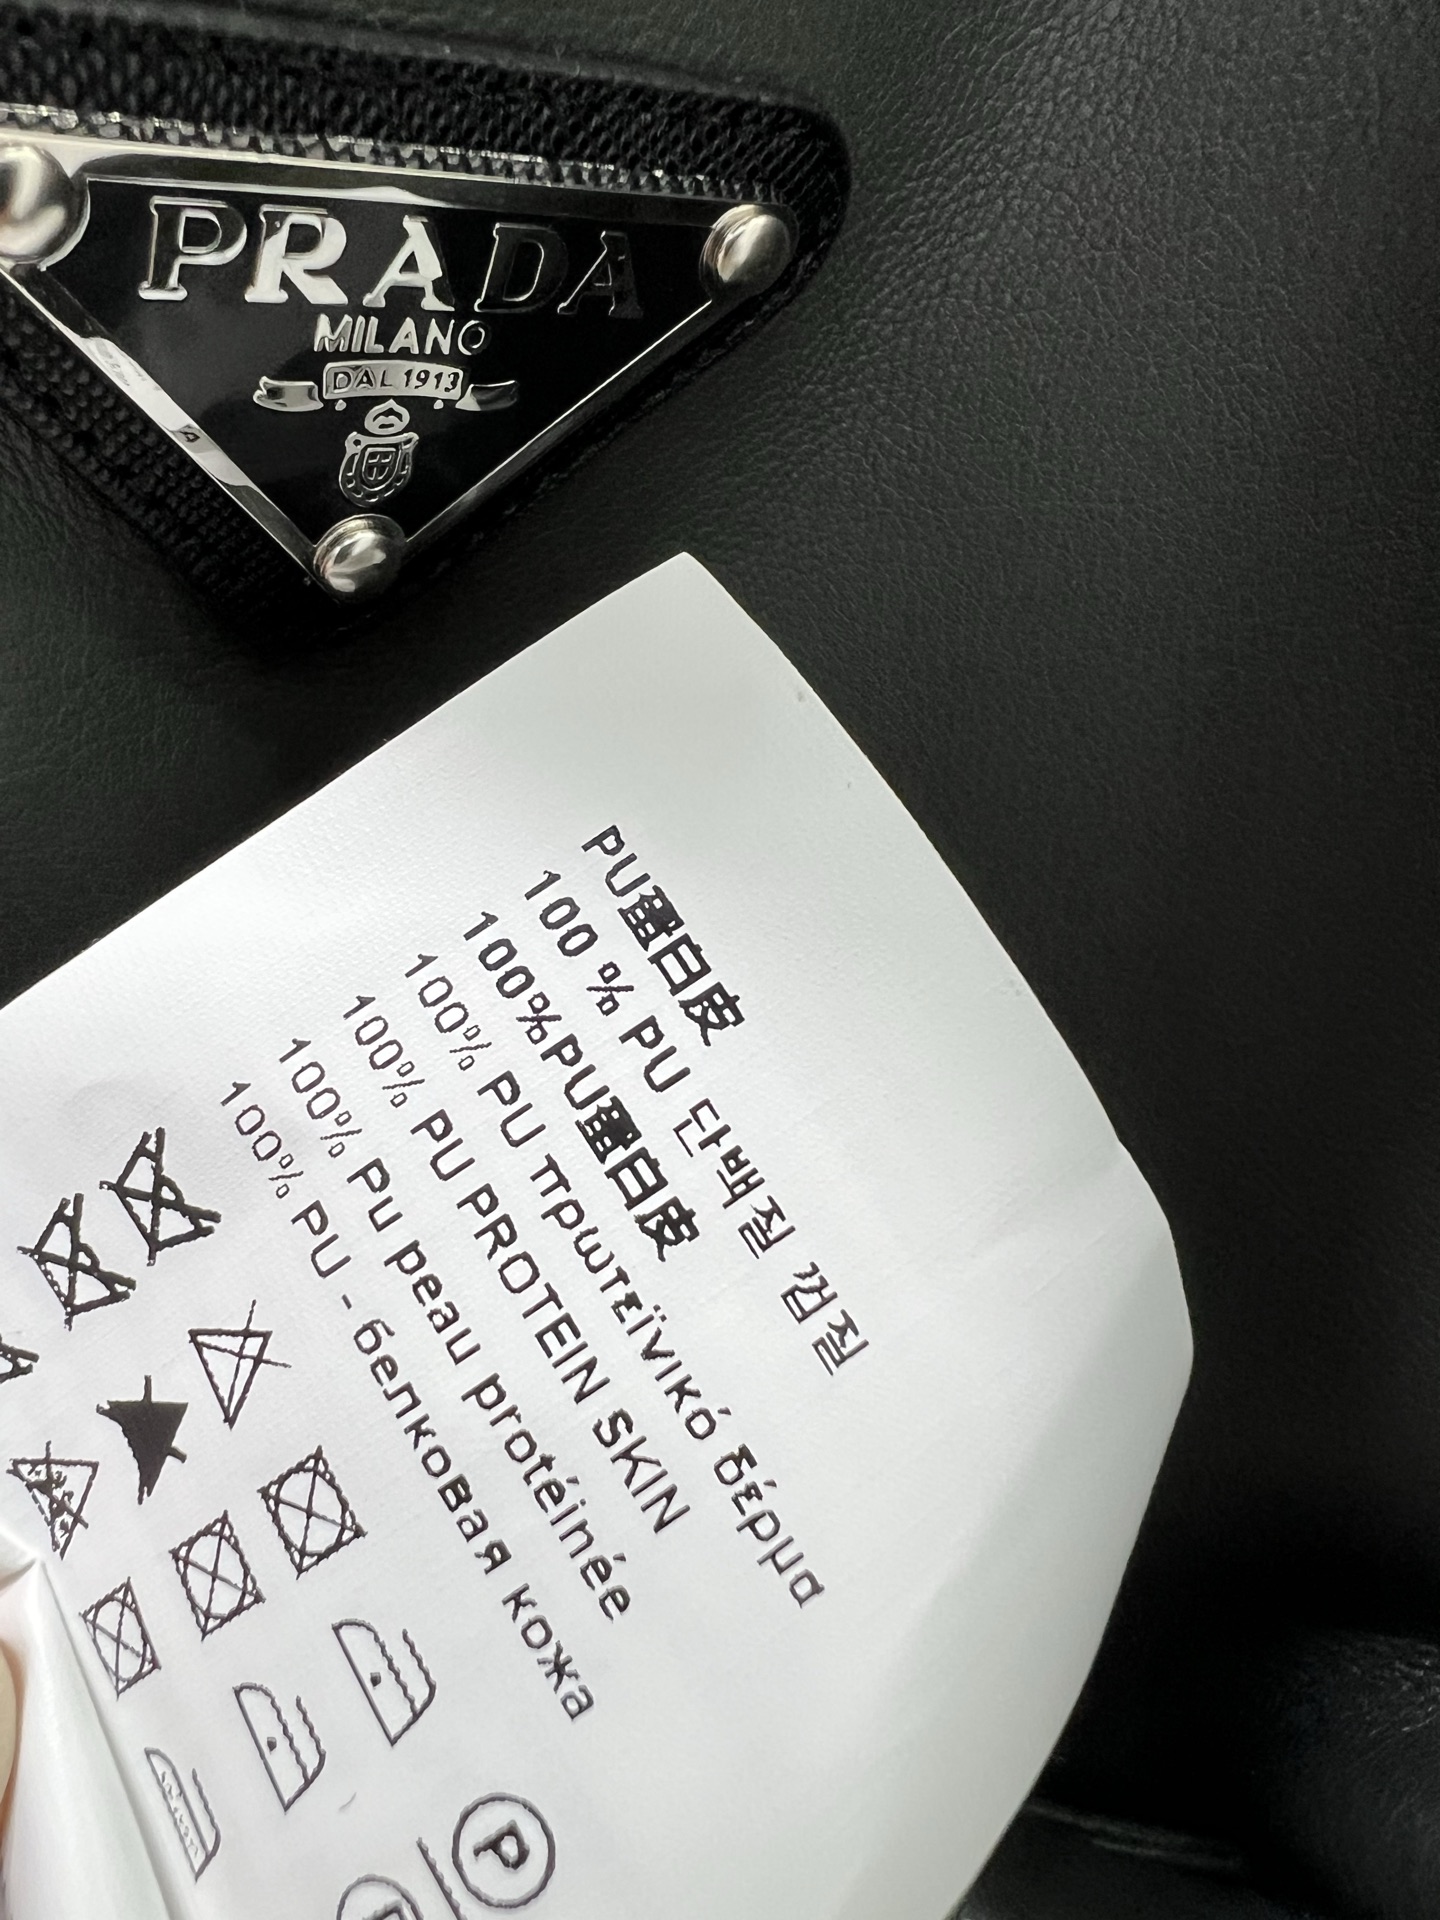 PRADA
MILANO
DAL 1913
PU蛋白皮
100 % PU 단백질 껍질
100%PU蛋白皮
100% PU πρωτεϊνικό δέρμα
100% PU PROTEIN SKIN
100% PU peau protéinée
100% PU - белковая кожа
P